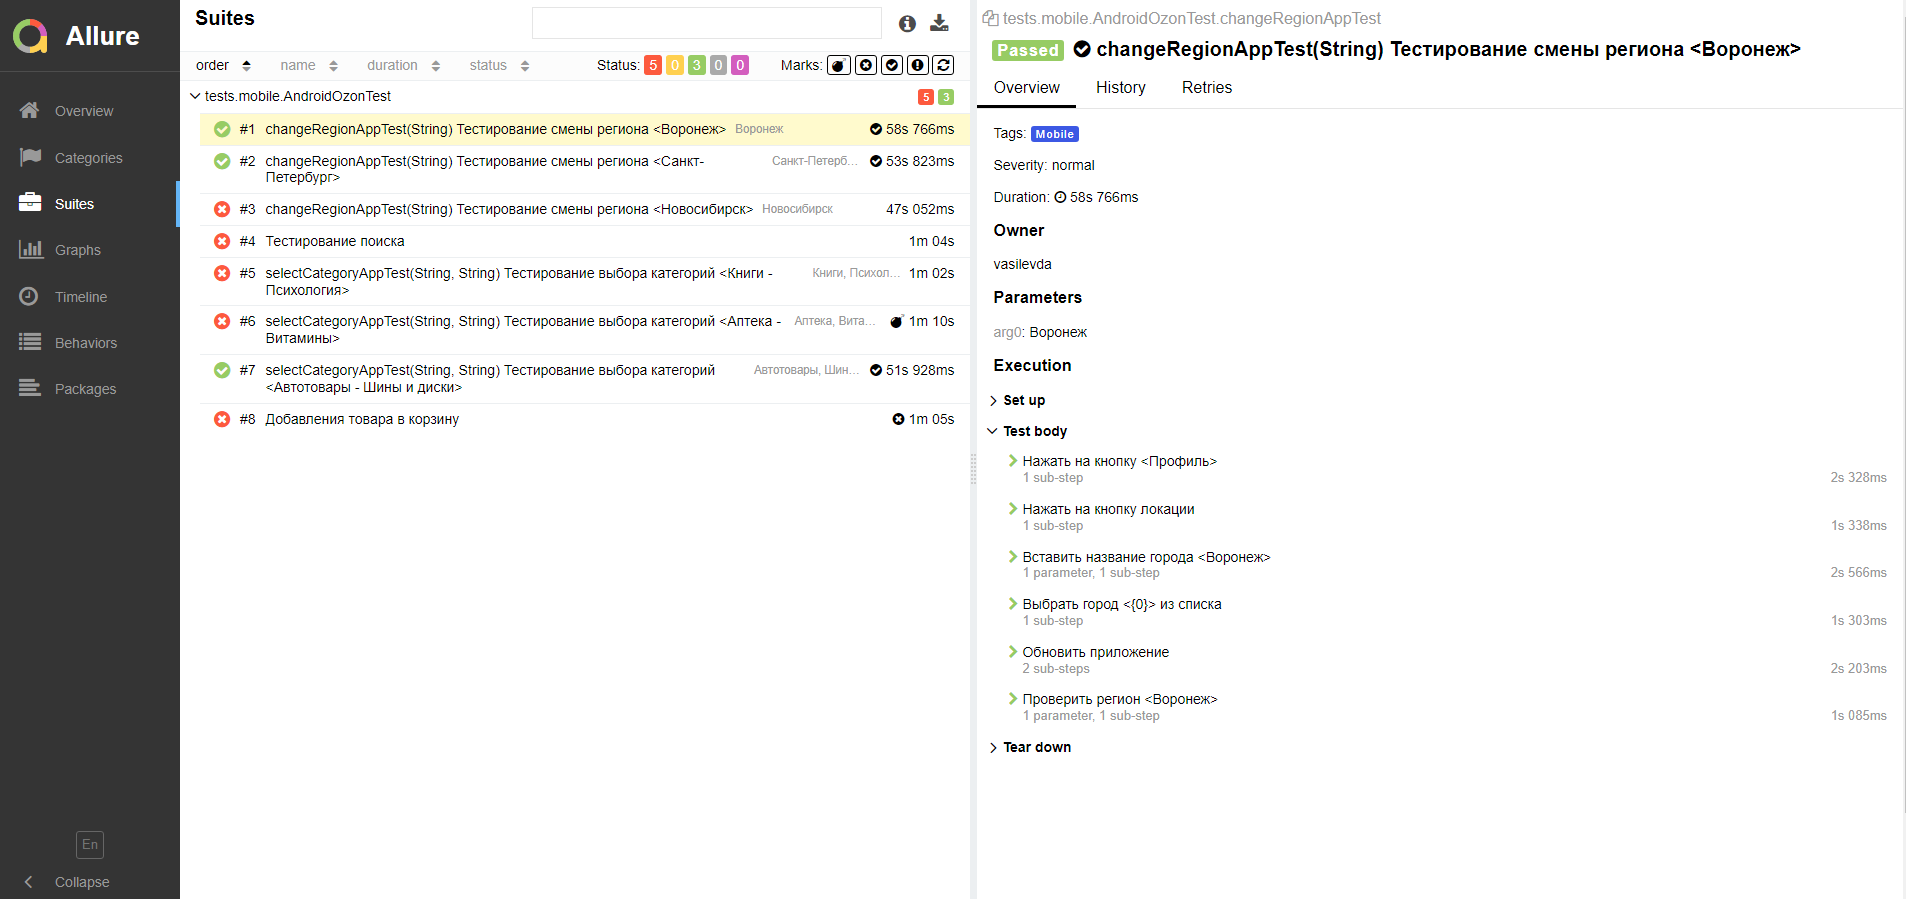 Allure
Overview
Categories
Suites
Graphs
Timeline
Behaviors
Packages
En
Collapse
Suites
order name duration status Status: 5 0 3 0 0 Marks:
tests.mobile.AndroidOzonTest 5 3
#1 changeRegionAppTest(String) Тестирование смены региона <Воронеж> Воронеж 58s 766ms
#2 changeRegionAppTest(String) Тестирование смены региона <Санкт- Санкт-Петерб… 53s 823ms
Петербург>
#3 changeRegionAppTest(String) Тестирование смены региона <Новосибирск> Новосибирск 47s 052ms
#4 Тестирование поиска 1m 04s
#5 selectCategoryAppTest(String, String) Тестирование выбора категорий <Книги - Книги, Психол… 1m 02s
Психология>
#6 selectCategoryAppTest(String, String) Тестирование выбора категорий <Аптека - Аптека, Вита… 1m 10s
Витамины>
#7 selectCategoryAppTest(String, String) Тестирование выбора категорий Автотовары, Шин… 51s 928ms
<Автотовары - Шины и диски>
#8 Добавления товара в корзину 1m 05s
tests.mobile.AndroidOzonTest.changeRegionAppTest
Passed changeRegionAppTest(String) Тестирование смены региона <Воронеж>
Overview History Retries
Tags: Mobile
Severity: normal
Duration: 58s 766ms
Owner
vasilevda
Parameters
arg0: Воронеж
Execution
Set up
Test body
Нажать на кнопку <Профиль>
1 sub-step 2s 328ms
Нажать на кнопку локации
1 sub-step 1s 338ms
Вставить название города <Воронеж>
1 parameter, 1 sub-step 2s 566ms
Выбрать город <{0}> из списка
1 sub-step 1s 303ms
Обновить приложение
2 sub-steps 2s 203ms
Проверить регион <Воронеж>
1 parameter, 1 sub-step 1s 085ms
Tear down